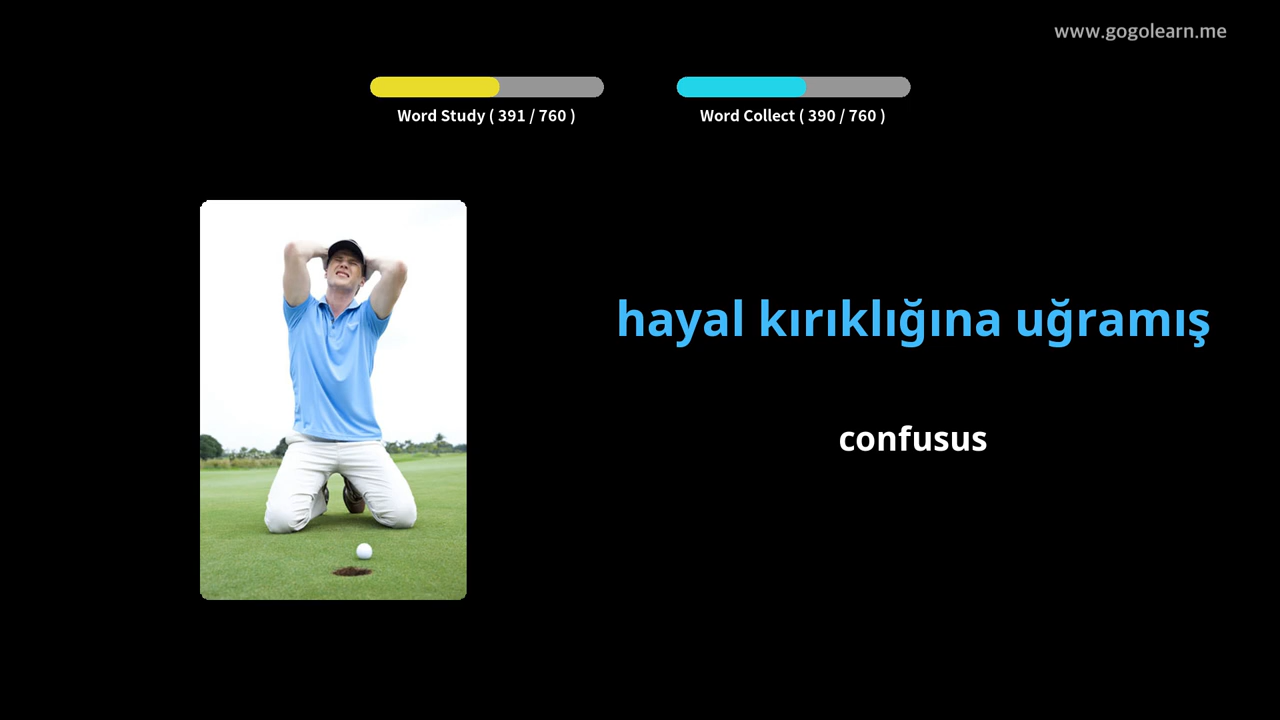 www.gogolearn.me
Word Study ( 391 / 760 )
Word Collect ( 390 / 760 )
hayal kırıklığına uğramış
confusus